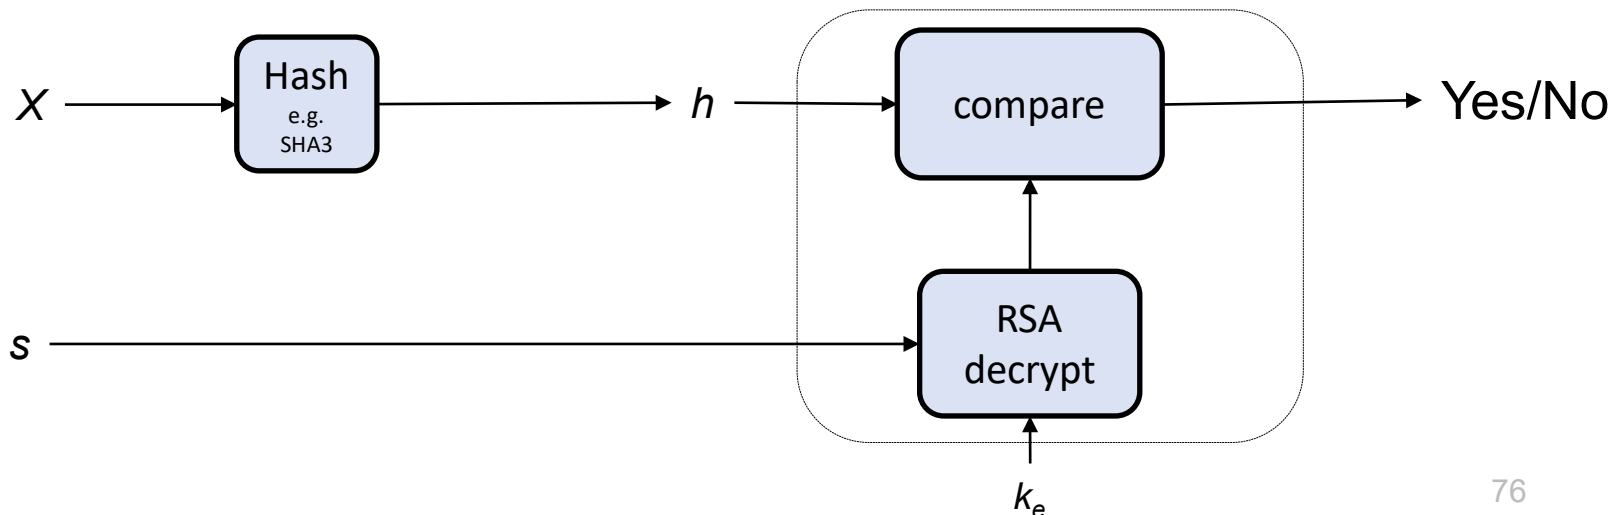 X
Hash
e.g.
SHA3
h
compare
Yes/No
s
RSA
decrypt
kₑ
76